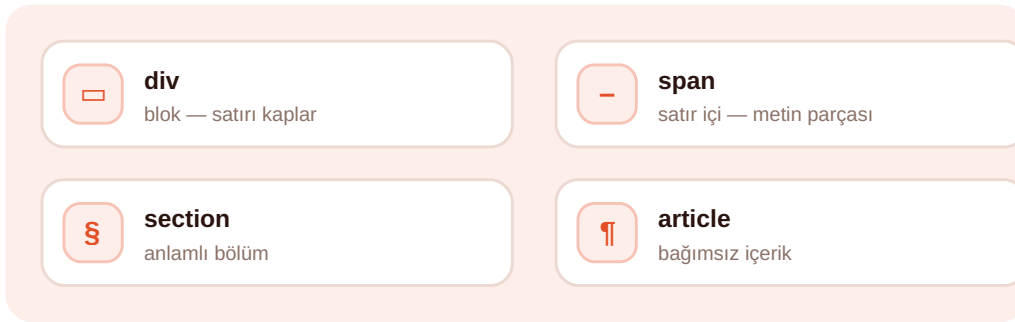 ▭ div
blok — satırı kaplar
– span
satır içi — metin parçası
§ section
anlamlı bölüm
¶ article
bağımsız içerik